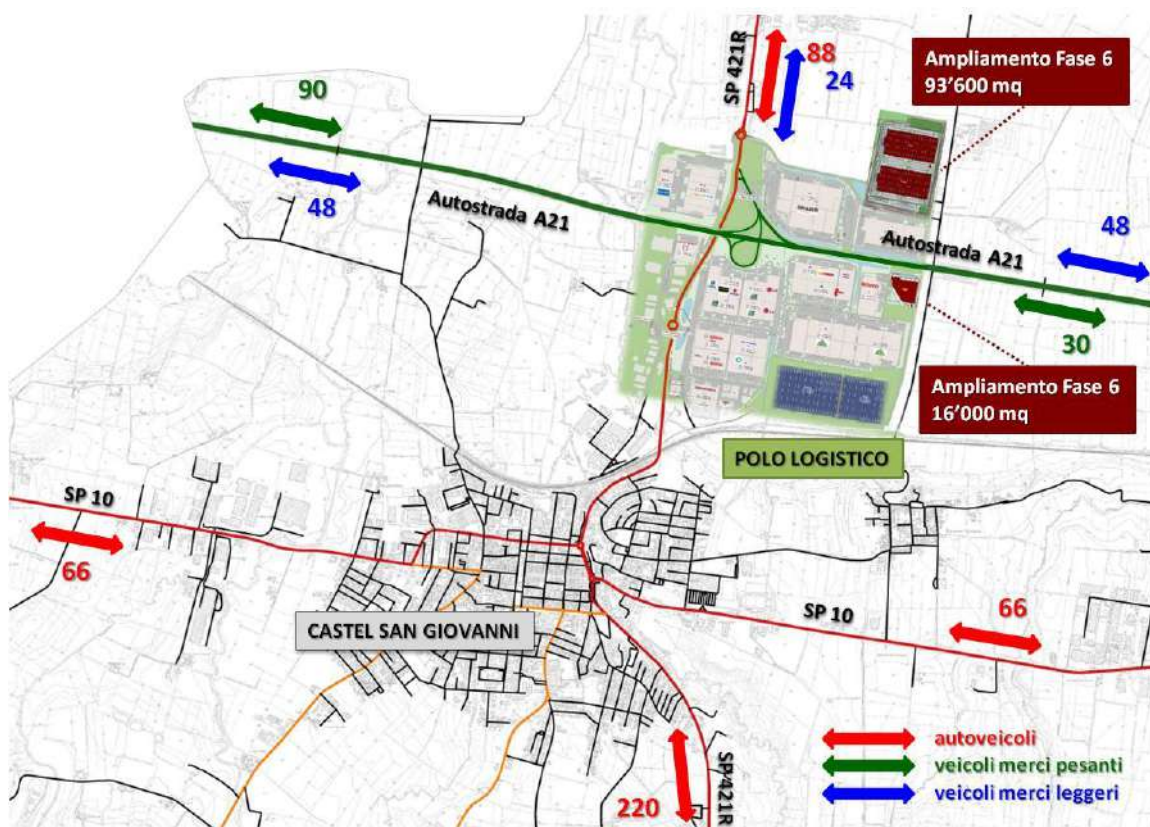 SP 421R
88
24
Ampliamento Fase 6
93’600 mq
90
48
Autostrada A21
Autostrada A21
48
30
Ampliamento Fase 6
16’000 mq
POLO LOGISTICO
SP 10
66
CASTEL SAN GIOVANNI
SP 10
66
220
SP421R
autoveicoli
veicoli merci pesanti
veicoli merci leggeri